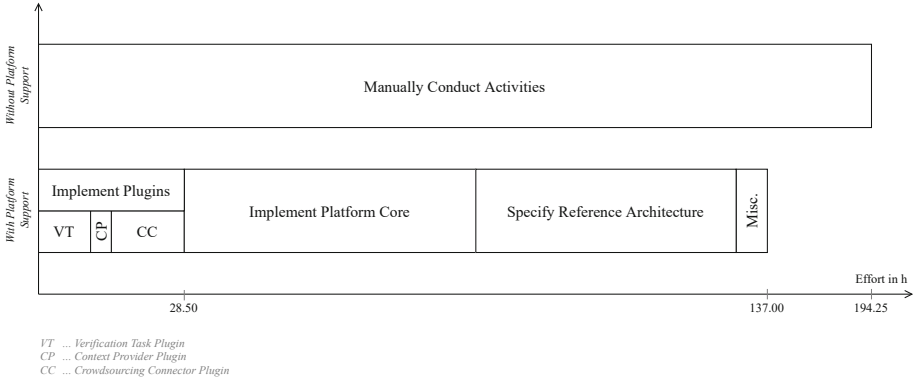 Without Platform
Support
Manually Conduct Activities
With Platform
Support
Implement Plugins
VT
CP
CC
Implement Platform Core
Specify Reference Architecture
Misc.
Effort in h
28.50
137.00
194.25
VT ... Verification Task Plugin
CP ... Context Provider Plugin
CC ... Crowdsourcing Connector Plugin